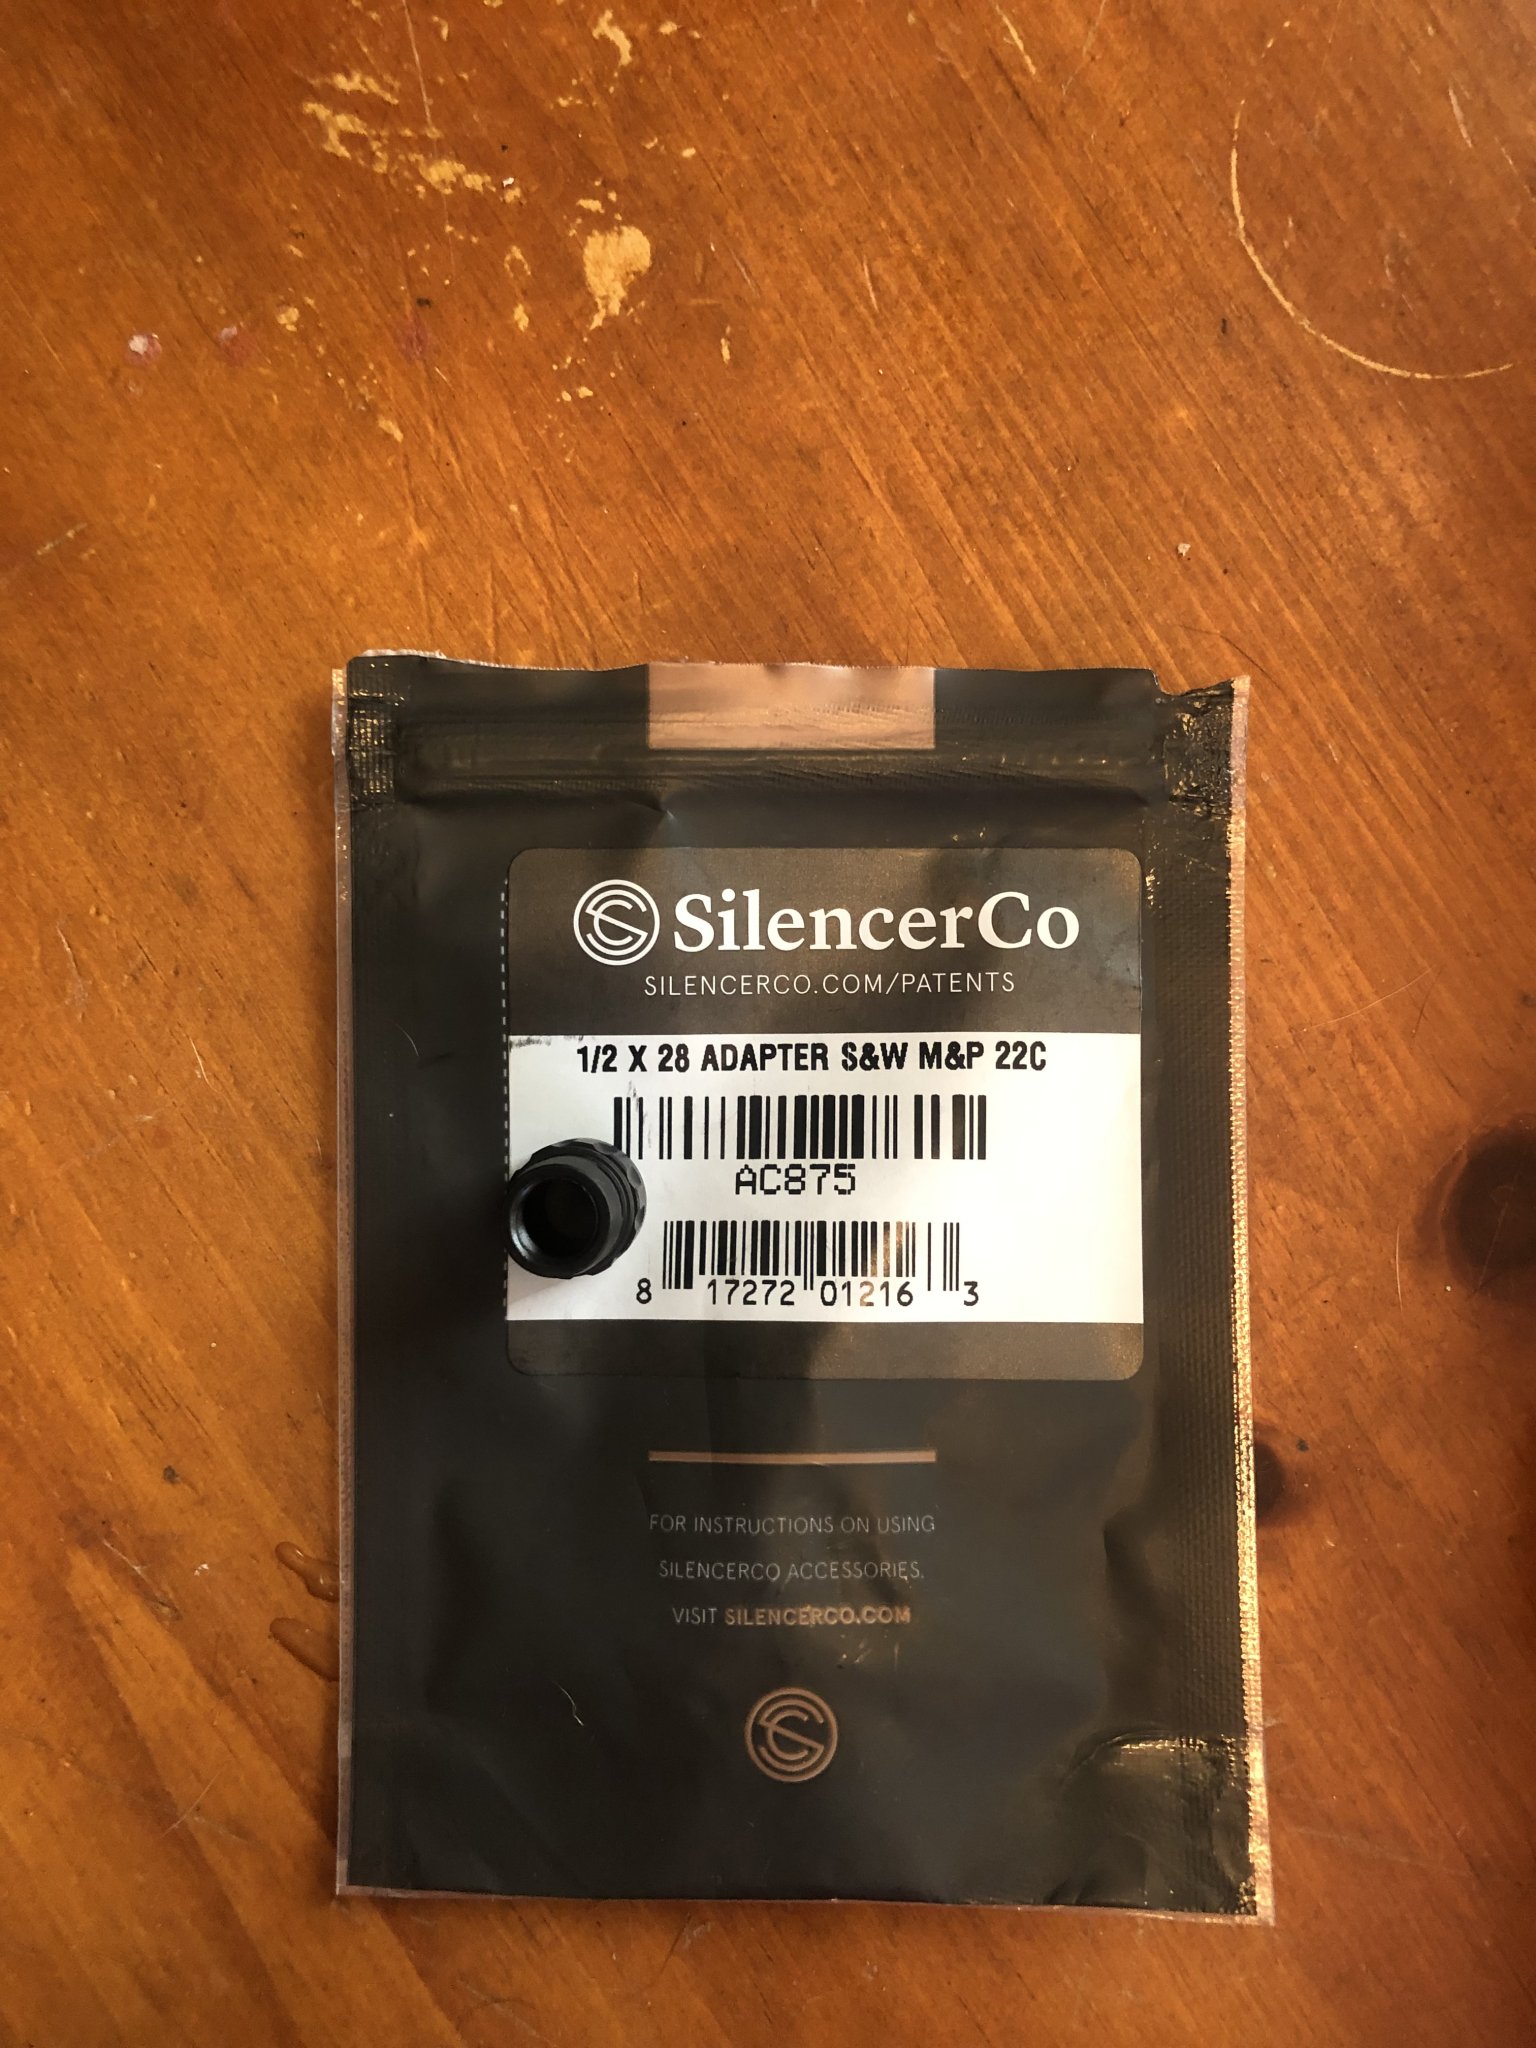 SilencerCo
SILENCERCO.COM/PATENTS
1/2 X 28 ADAPTER S&W M&P 22C
AC875
8 17272 01216 3
FOR INSTRUCTIONS ON USING
SILENCERCO ACCESSORIES,
VISIT SILENCERCO.COM